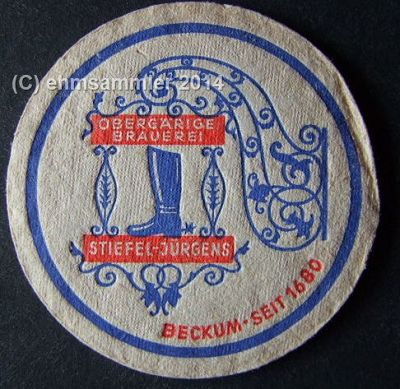 (C) ehmsammler 2014
OBERGÄRIGE
BRAUEREI
STIEFEL-JÜRGENS
BECKUM · SEIT 1680